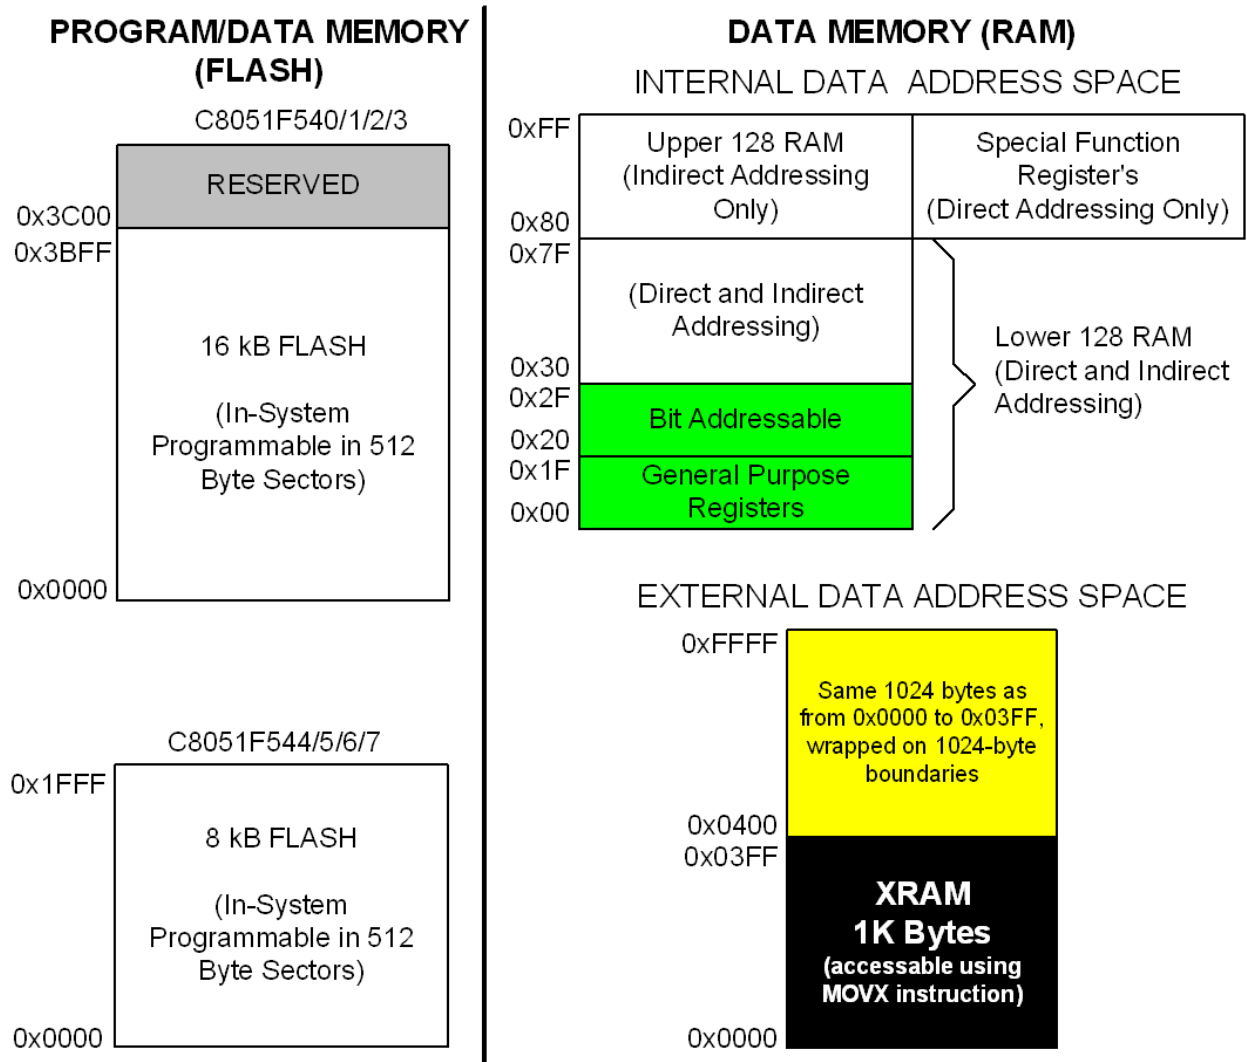 PROGRAM/DATA MEMORY
(FLASH)
C8051F540/1/2/3
RESERVED
0x3C00
0x3BFF
16 kB FLASH
(In-System
Programmable in 512
Byte Sectors)
0x0000
C8051F544/5/6/7
0x1FFF
8 kB FLASH
(In-System
Programmable in 512
Byte Sectors)
0x0000
DATA MEMORY (RAM)
INTERNAL DATA ADDRESS SPACE
0xFF
Upper 128 RAM
(Indirect Addressing
Only)
Special Function
Register's
(Direct Addressing Only)
0x80
0x7F
(Direct and Indirect
Addressing)
0x30
Lower 128 RAM
(Direct and Indirect
Addressing)
0x2F
Bit Addressable
0x20
0x1F
General Purpose
Registers
0x00
EXTERNAL DATA ADDRESS SPACE
0xFFFF
Same 1024 bytes as
from 0x0000 to 0x03FF,
wrapped on 1024-byte
boundaries
0x0400
0x03FF
XRAM
1K Bytes
(accessable using
MOVX instruction)
0x0000